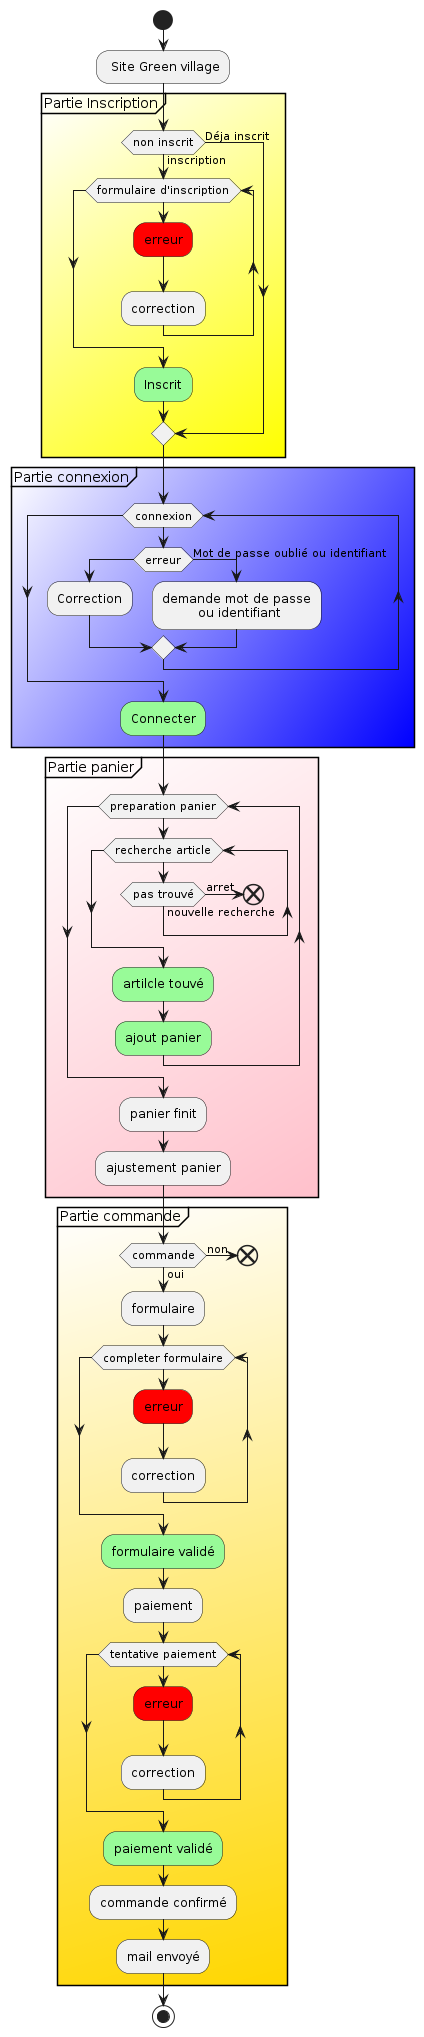 Site Green village
Partie Inscription
non inscrit
Déja inscrit
inscription
formulaire d'inscription
erreur
correction
Inscrit
Partie connexion
connexion
erreur
Mot de passe oublié ou identifiant
Correction
demande mot de passe
ou identifiant
Connecter
Partie panier
preparation panier
recherche article
pas trouvé
arret
nouvelle recherche
artilcle touvé
ajout panier
panier finit
ajustement panier
Partie commande
commande
non
oui
formulaire
completer formulaire
erreur
correction
formulaire validé
paiement
tentative paiement
erreur
correction
paiement validé
commande confirmé
mail envoyé